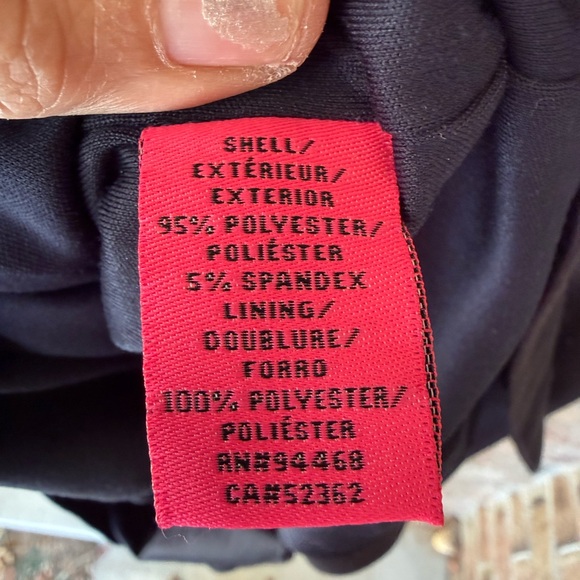 SHELL/
EXTÉRIEUR/
EXTERIOR
95% POLYESTER/
POLIÉSTER
5% SPANDEX
LINING/
DOUBLURE/
FORRO
100% POLYESTER/
POLIÉSTER
RN#94468
CA#52362